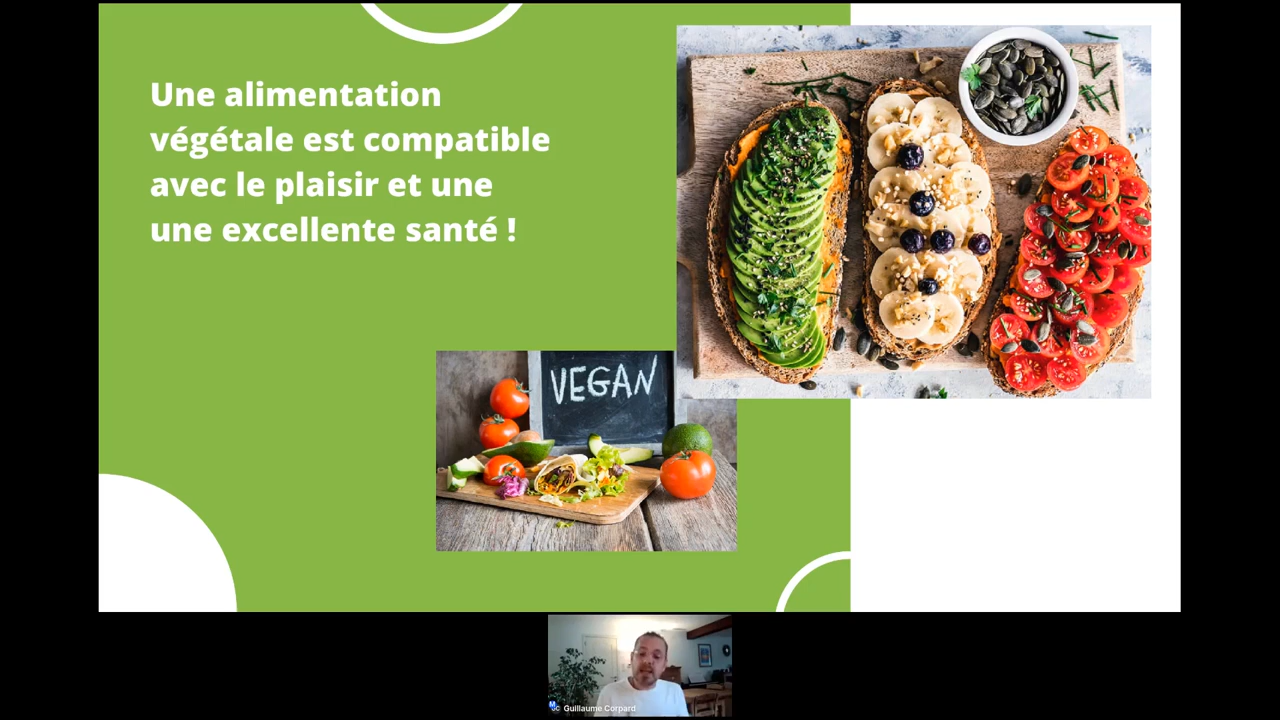 Une alimentation
végétale est compatible
avec le plaisir et une
une excellente santé !
VEGAN
Guillaume Corpard